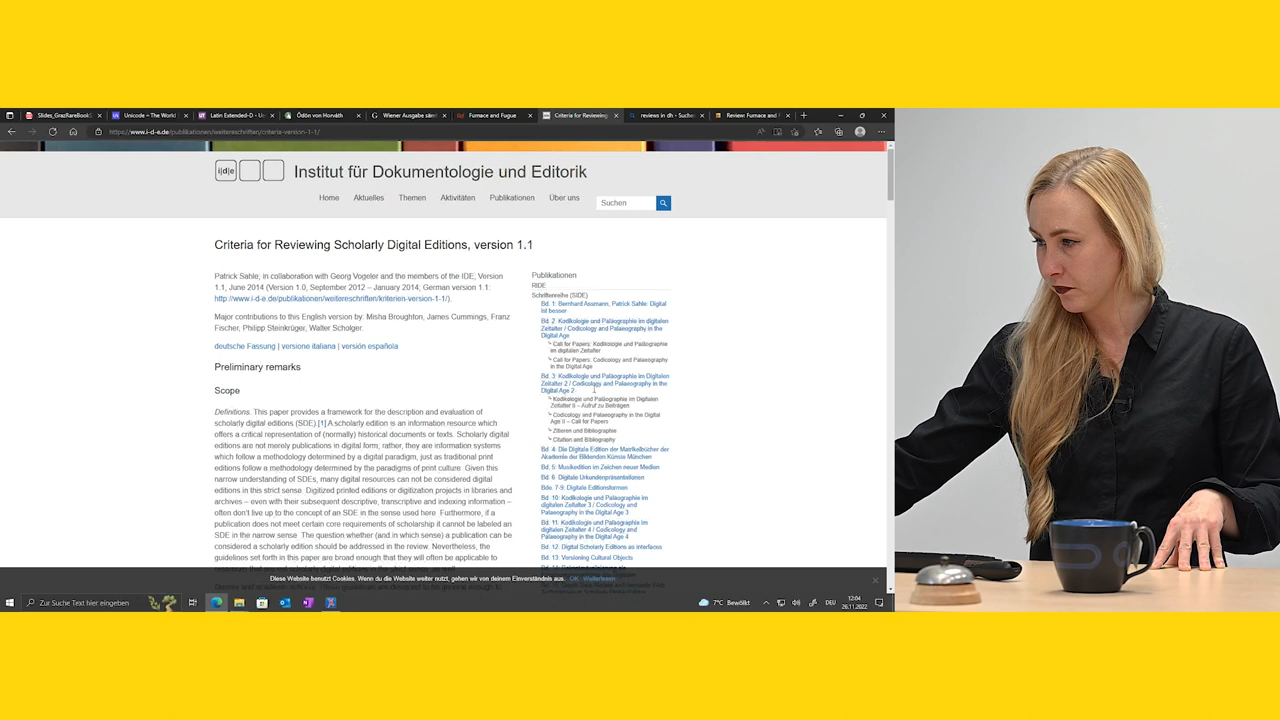 Slides_GrazRareBookS
Unicode – The World
Latin Extended-D - Us
Ödön von Horváth
Wiener Ausgabe säm
Furnace and Fugue
Criteria for Reviewing
reviews in dh - Suchen
Review: Furnace and F
https://www.i-d-e.de/publikationen/weitereschriften/criteria-version-1-1/
i|d|e
Institut für Dokumentologie und Editorik
Home Aktuelles Themen Aktivitäten Publikationen Über uns
Suchen
Criteria for Reviewing Scholarly Digital Editions, version 1.1
Patrick Sahle, in collaboration with Georg Vogeler and the members of the IDE; Version
1.1, June 2014 (Version 1.0, September 2012 – January 2014; German version 1.1:
http://www.i-d-e.de/publikationen/weitereschriften/kriterien-version-1-1/).
Major contributions to this English version by: Misha Broughton, James Cummings, Franz
Fischer, Philipp Steinkrüger, Walter Scholger.
deutsche Fassung | versione italiana | versión española
Preliminary remarks
Scope
Definitions. This paper provides a framework for the description and evaluation of
scholarly digital editions (SDE).[1] A scholarly edition is an information resource which
offers a critical representation of (normally) historical documents or texts. Scholarly digital
editions are not merely publications in digital form; rather, they are information systems
which follow a methodology determined by a digital paradigm, just as traditional print
editions follow a methodology determined by the paradigms of print culture. Given this
narrow understanding of SDEs, many digital resources can not be considered digital
editions in this strict sense. Digitized printed editions or digitization projects in libraries and
archives – even with their subsequent descriptive, transcriptive and indexing information –
often don't live up to the concept of an SDE in the sense used here. Furthermore, if a
publication does not meet certain core requirements of scholarship it cannot be labeled an
SDE in the narrow sense. The question whether (and in which sense) a publication can be
considered a scholarly edition should be addressed in the review. Nevertheless, the
guidelines set forth in this paper are broad enough that they will often be applicable to
Publikationen
RIDE
Schriftenreihe (SIDE)
Bd. 1: Bernhard Assmann, Patrick Sahle: Digital
ist besser
Bd. 2: Kodikologie und Paläographie im digitalen
Zeitalter / Codicology and Palaeography in the
Digital Age
Call for Papers: Kodikologie und Paläographie
im digitalen Zeitalter
Call for Papers: Codicology and Palaeography
in the Digital Age
Bd. 3: Kodikologie und Paläographie im Digitalen
Zeitalter 2 / Codicology and Palaeography in the
Digital Age 2
Kodikologie und Paläographie im Digitalen
Zeitalter II – Aufruf zu Beiträgen
Codicology and Palaeography in the Digital
Age II – Call for Papers
Zitieren und Bibliographie
Citation and Bibliography
Bd. 4: Die Digitale Edition der Matrikelbücher der
Akademie der Bildenden Künste München
Bd. 5: Musikedition im Zeichen neuer Medien
Bd. 6: Digitale Urkundenpräsentationen
Bde. 7-9: Digitale Editionsformen
Bd. 10: Kodikologie und Paläographie im
digitalen Zeitalter 3 / Codicology and
Palaeography in the Digital Age 3
Bd. 11: Kodikologie und Paläographie im
digitalen Zeitalter 4 / Codicology and
Palaeography in the Digital Age 4
Bd. 12: Digital Scholarly Editions as Interfaces
Bd. 13: Versioning Cultural Objects
Diese Website benutzt Cookies. Wenn du die Website weiter nutzt, gehen wir von deinem Einverständnis aus. OK Weiterlesen
Zur Suche Text hier eingeben
7°C Bewölkt
DEU
12:04
26.11.2022